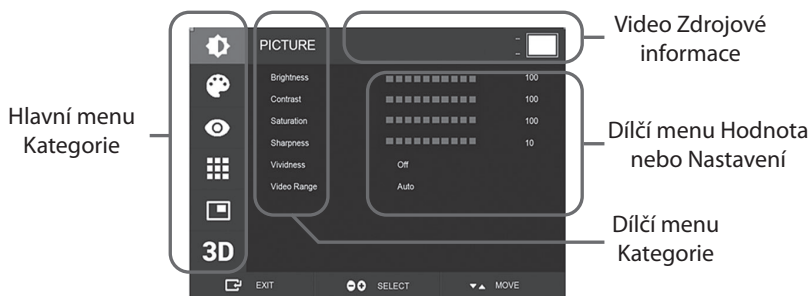 Video Zdrojové
informace
PICTURE
Brightness 100
Contrast 100
Saturation 100
Sharpness 10
Vividness Off
Video Range Auto
3D
EXIT SELECT MOVE
Hlavní menu
Kategorie
Dílčí menu Hodnota
nebo Nastavení
Dílčí menu
Kategorie